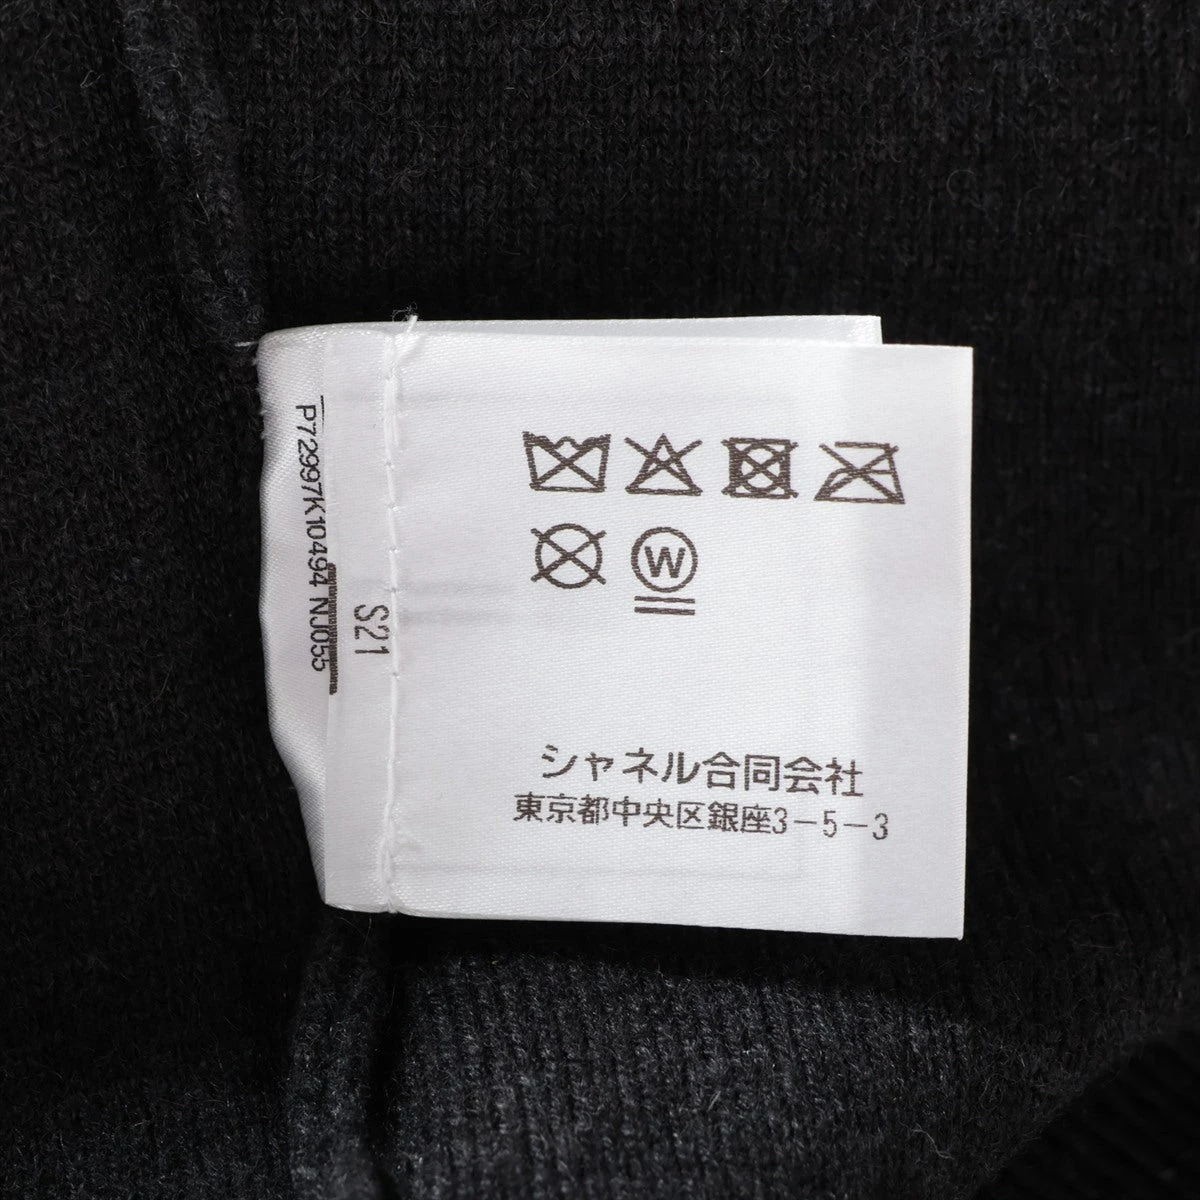 P72997K10494 NJ055
S21
W
シャネル合同会社
東京都中央区銀座3-5-3